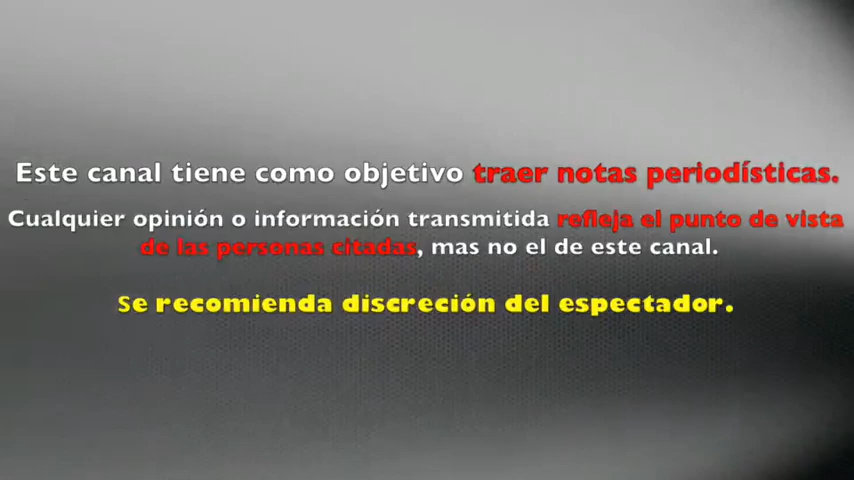 Este canal tiene como objetivo traer notas periodísticas.
Cualquier opinión o información transmitida refleja el punto de vista
de las personas citadas, mas no el de este canal.
Se recomienda discreción del espectador.